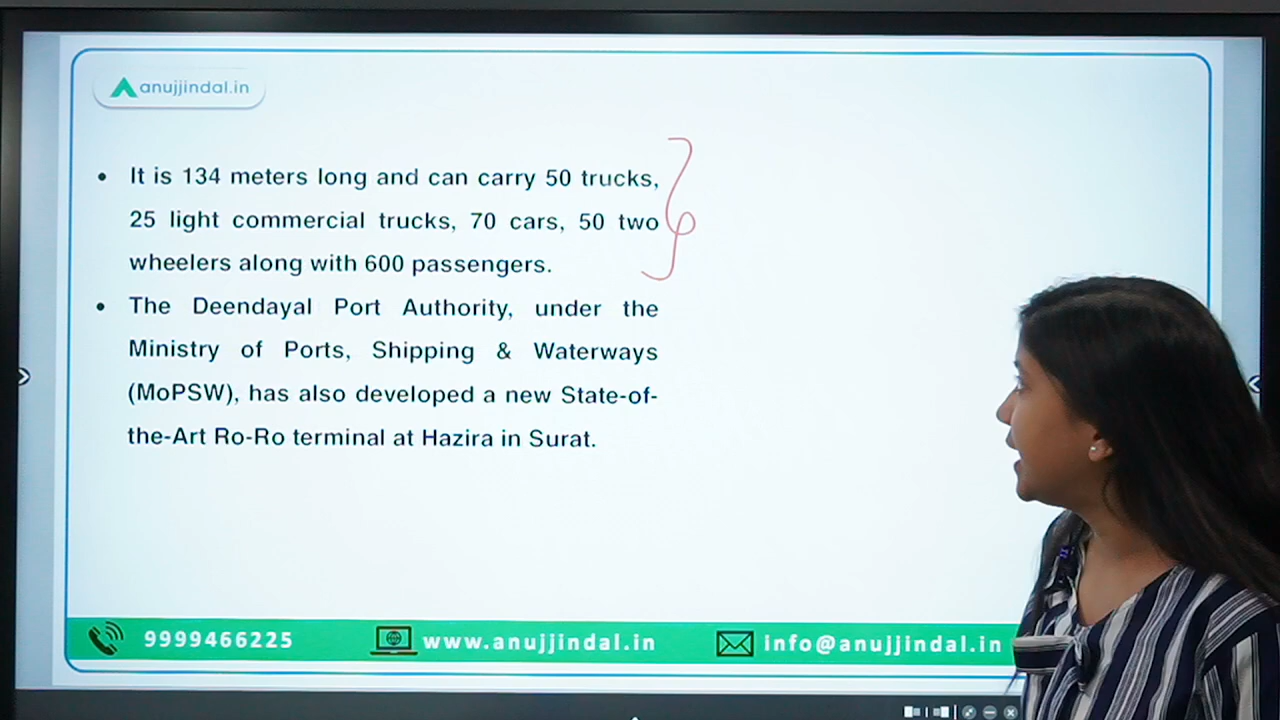 anujjindal.in
• It is 134 meters long and can carry 50 trucks,
25 light commercial trucks, 70 cars, 50 two
wheelers along with 600 passengers.
• The Deendayal Port Authority, under the
Ministry of Ports, Shipping & Waterways
(MoPSW), has also developed a new State-of-
the-Art Ro-Ro terminal at Hazira in Surat.
9999466225 www.anujjindal.in info@anujjindal.in